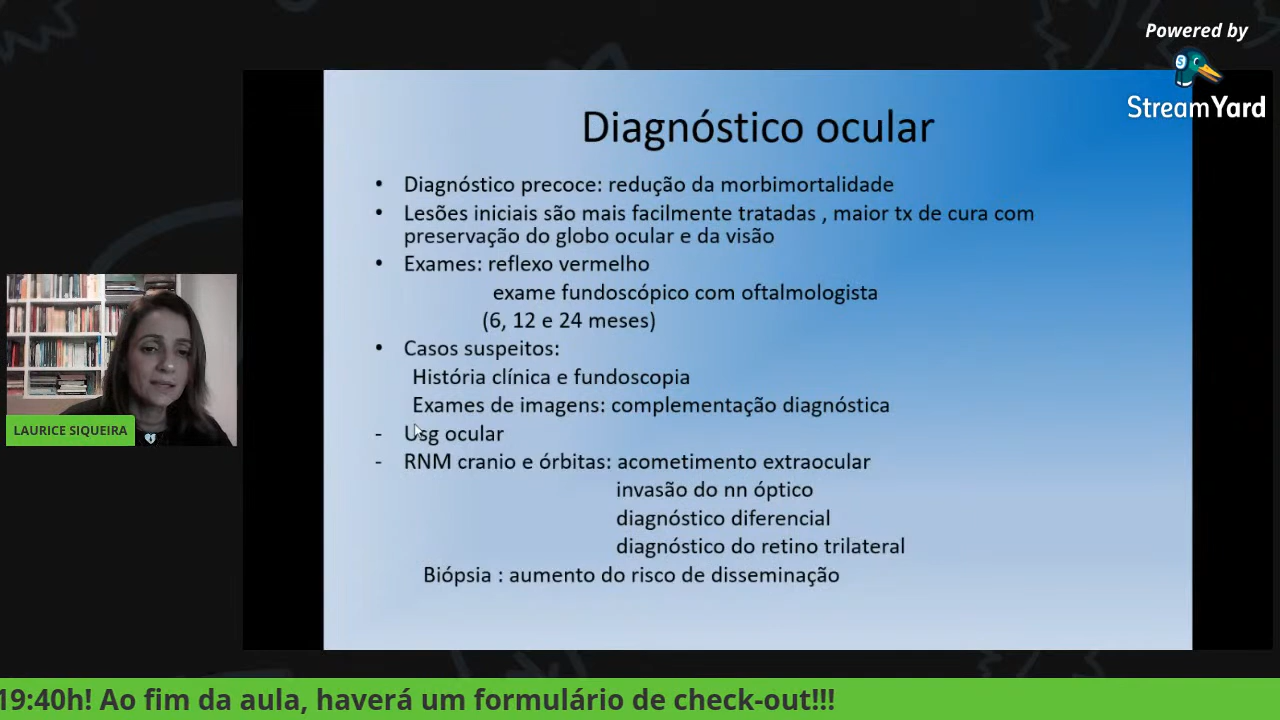 Powered by
StreamYard
Diagnóstico ocular
• Diagnóstico precoce: redução da morbimortalidade
• Lesões iniciais são mais facilmente tratadas , maior tx de cura com
preservação do globo ocular e da visão
• Exames: reflexo vermelho
exame fundoscópico com oftalmologista
(6, 12 e 24 meses)
• Casos suspeitos:
História clínica e fundoscopia
Exames de imagens: complementação diagnóstica
- Usg ocular
- RNM cranio e órbitas: acometimento extraocular
invasão do nn óptico
diagnóstico diferencial
diagnóstico do retino trilateral
Biópsia : aumento do risco de disseminação
LAURICE SIQUEIRA
19:40h! Ao fim da aula, haverá um formulário de check-out!!!